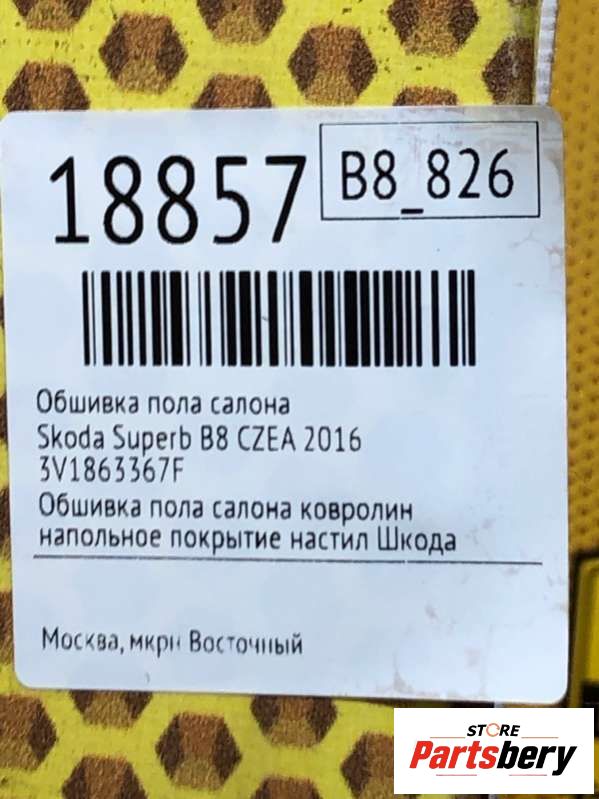 18857
B8_826
Обшивка пола салона
Skoda Superb B8 CZEA 2016
3V1863367F
Обшивка пола салона ковролин
напольное покрытие настил Шкода
Москва, мкрн Восточный
STORE
Partsbery